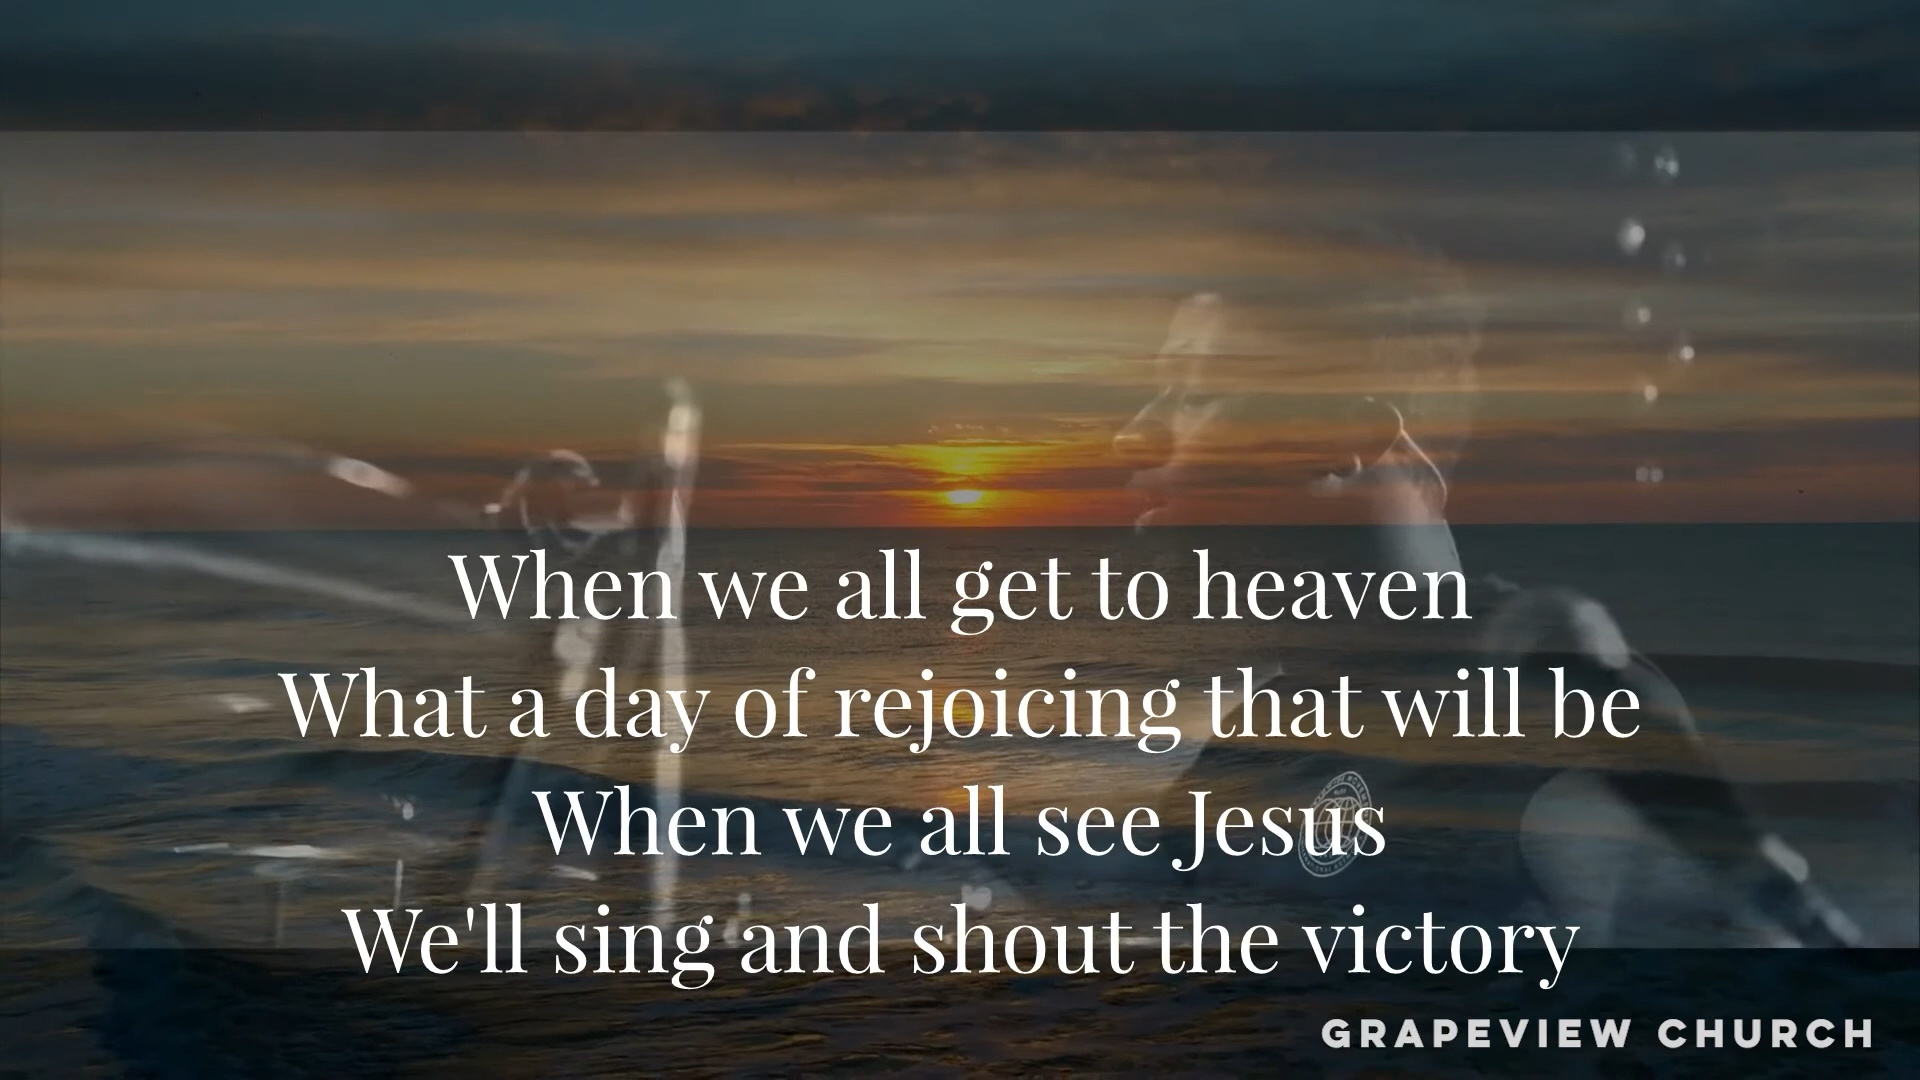 When we all get to heaven
What a day of rejoicing that will be
When we all see Jesus
We'll sing and shout the victory
GRAPEVIEW CHURCH